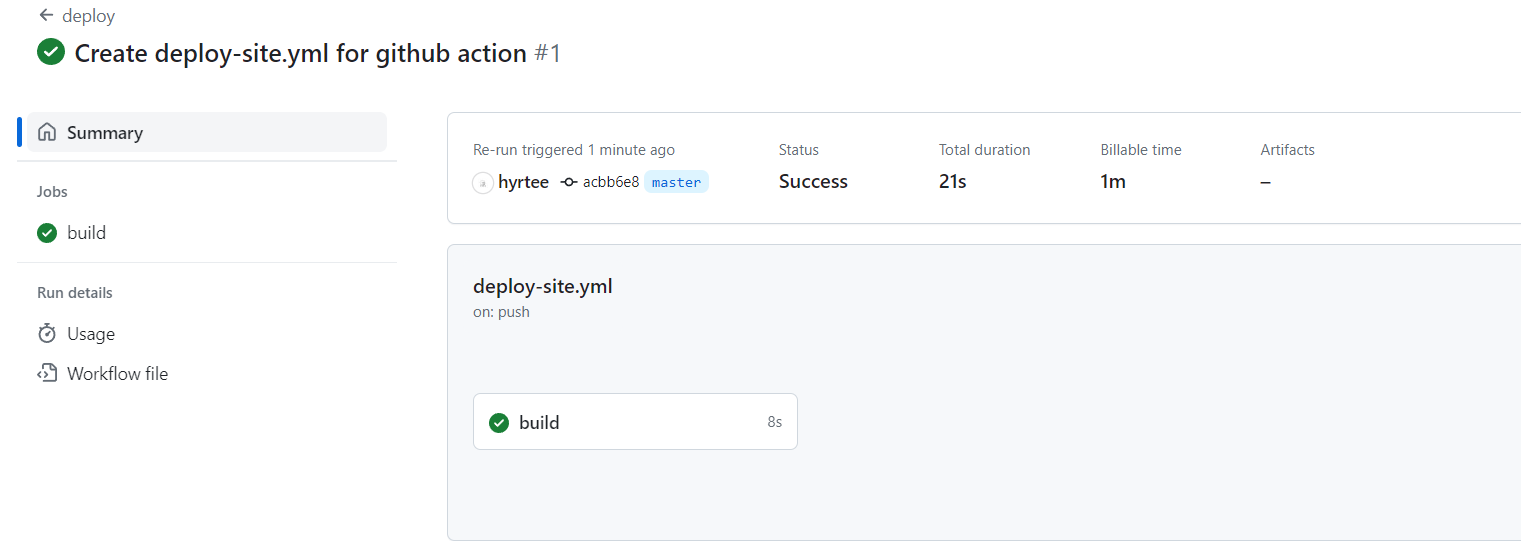 deploy
Create deploy-site.yml for github action #1
Summary
Jobs
build
Run details
Usage
Workflow file
Re-run triggered 1 minute ago
hyrtee acbb6e8 master
Status
Success
Total duration
21s
Billable time
1m
Artifacts
–
deploy-site.yml
on: push
build 8s